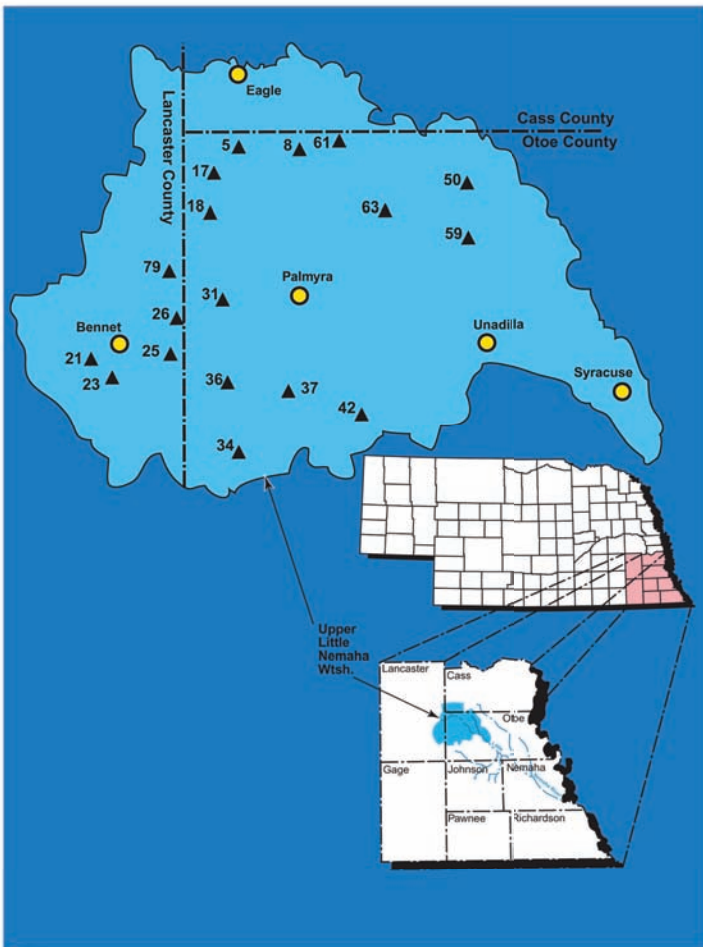 Eagle
Lancaster County
Cass County
Otoe County
5
8
61
17
50
18
63
59
79
31
Palmyra
26
Bennet
Unadilla
25
21
23
Syracuse
36
37
42
34
Upper
Little
Nemaha
Wtsh.
Lancaster
Cass
Otoe
Gage
Johnson
Nemaha
Pawnee
Richardson